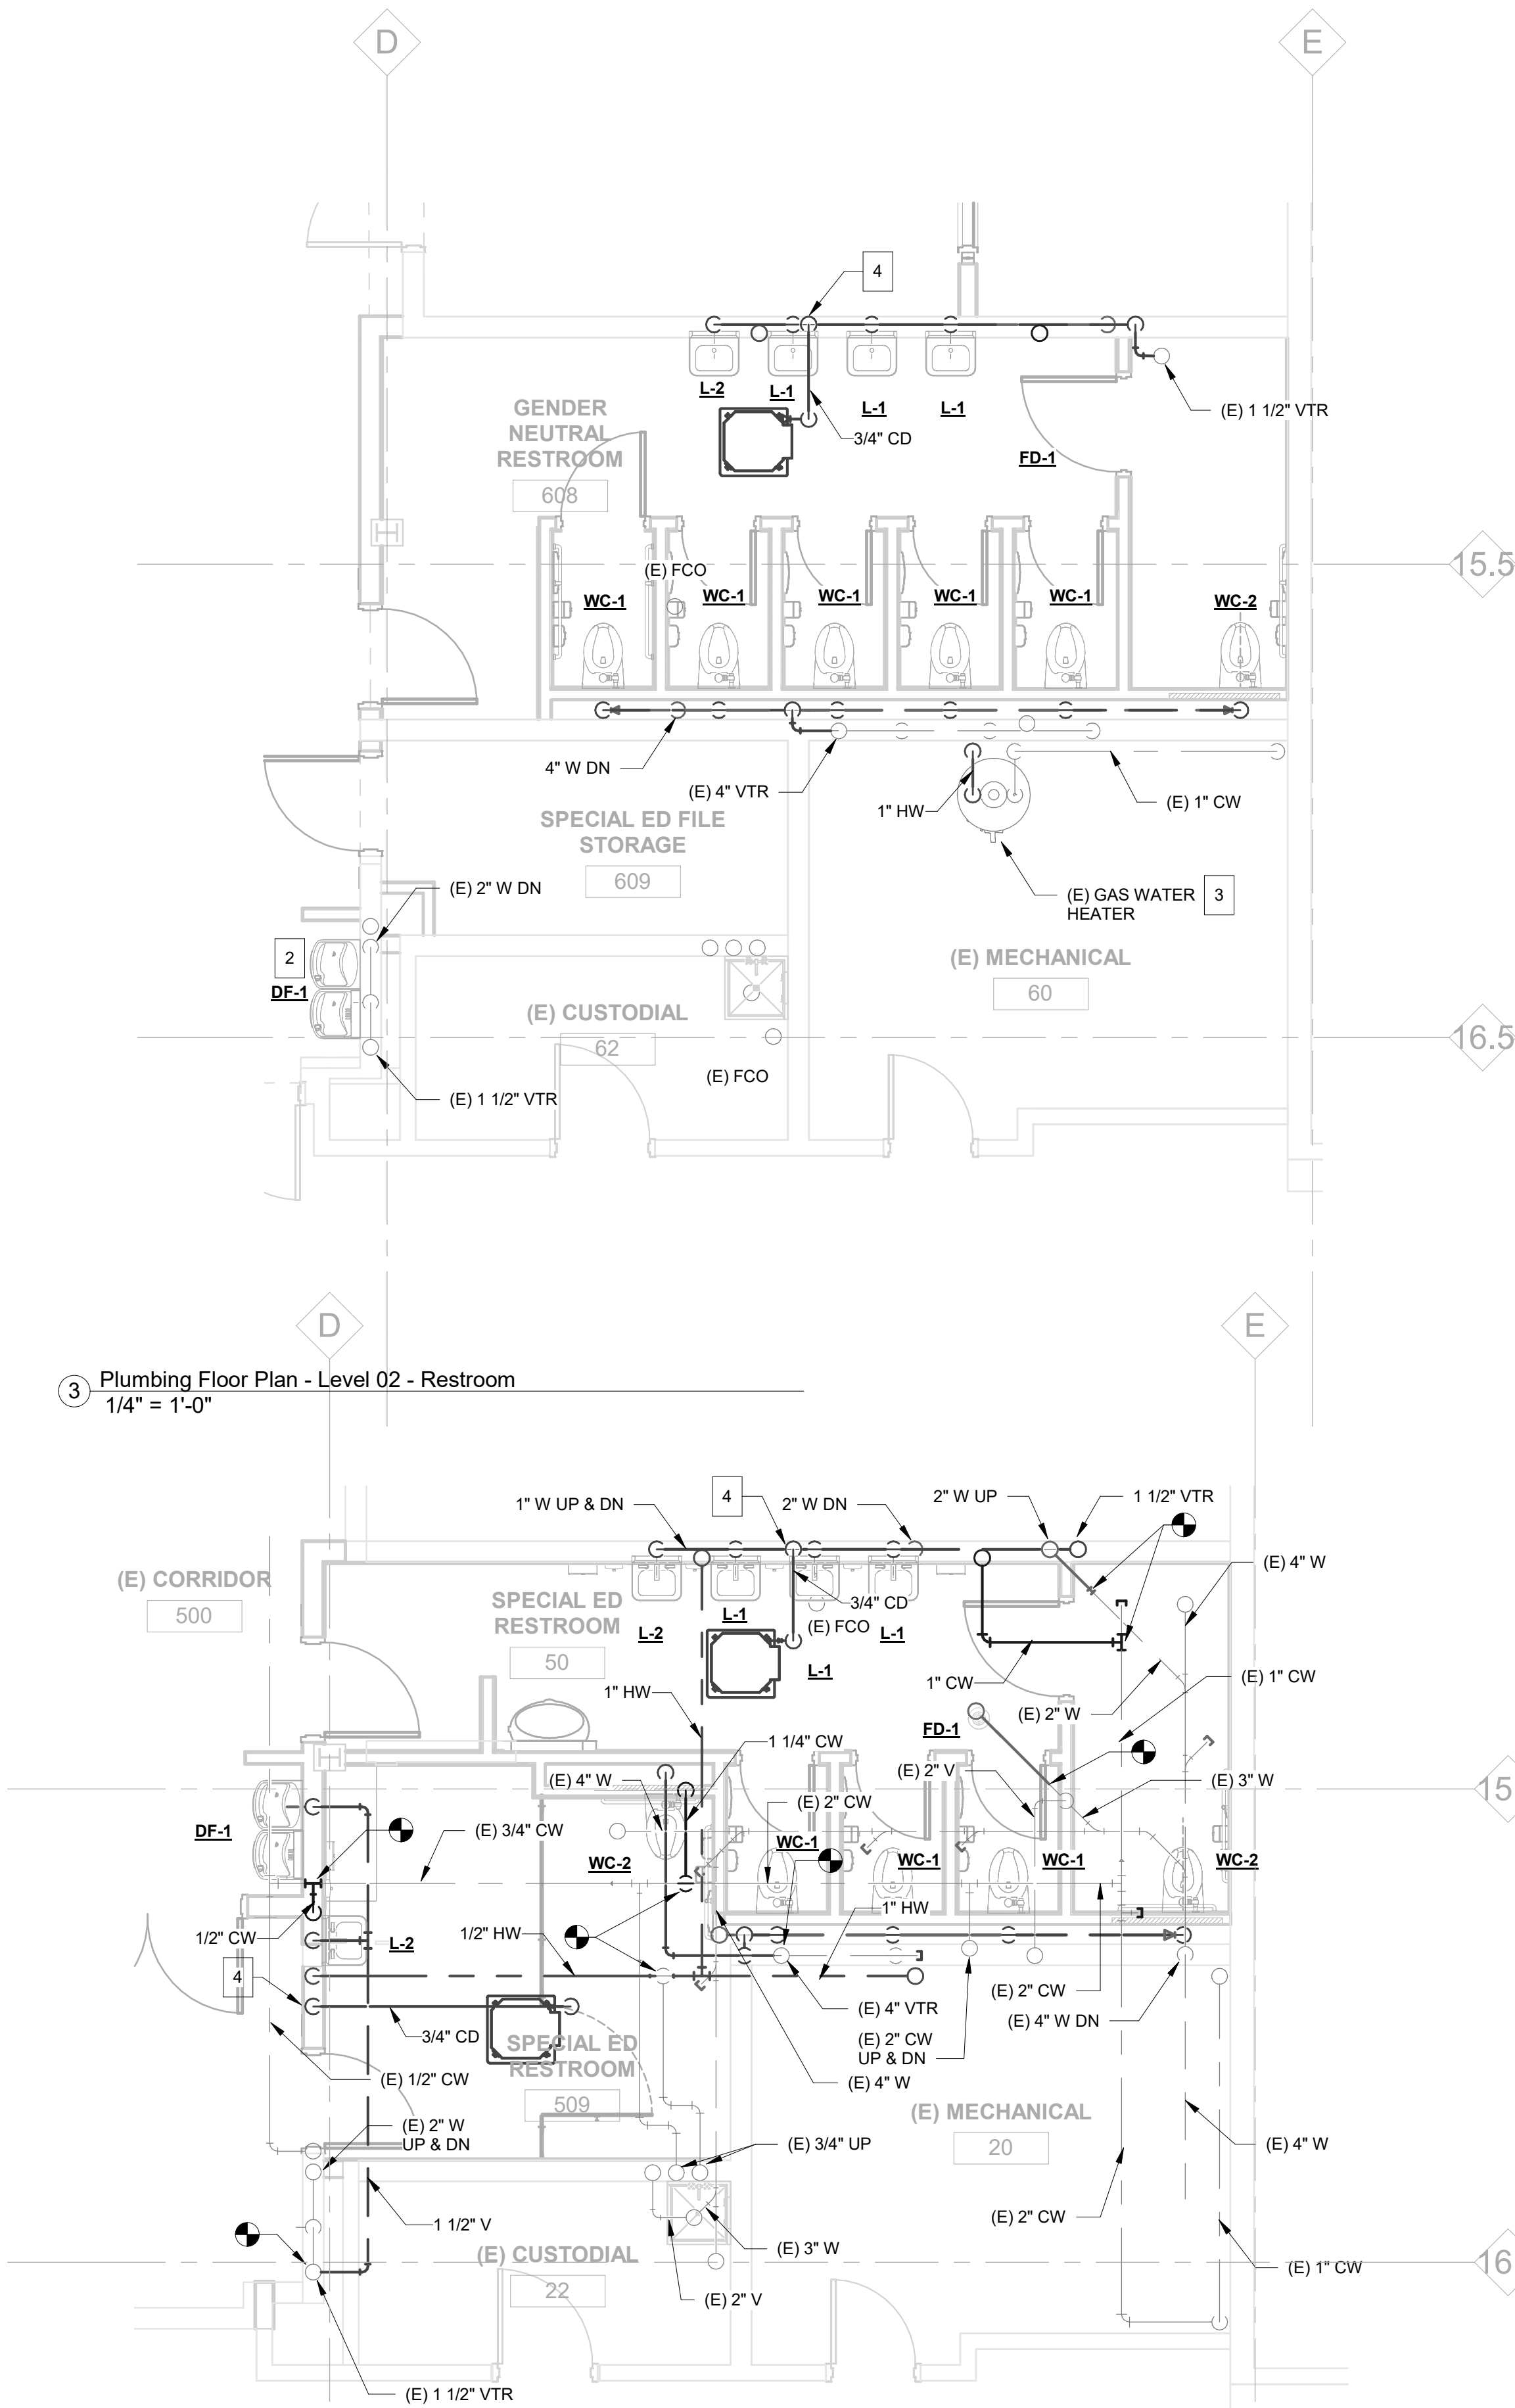 D
E
4
L-2
L-1
L-1
L-1
(E) 1 1/2" VTR
3/4" CD
FD-1
GENDER
NEUTRAL
RESTROOM
608
15.5
(E) FCO
WC-1
WC-1
WC-1
WC-1
WC-1
WC-2
4" W DN
(E) 4" VTR
1" HW
(E) 1" CW
SPECIAL ED FILE
STORAGE
609
(E) 2" W DN
(E) GAS WATER
HEATER
3
2
DF-1
(E) MECHANICAL
60
(E) CUSTODIAL
62
16.5
(E) FCO
(E) 1 1/2" VTR
D
E
3
Plumbing Floor Plan - Level 02 - Restroom
1/4" = 1'-0"
1" W UP & DN
4
2" W DN
2" W UP
1 1/2" VTR
(E) 4" W
(E) CORRIDOR
500
SPECIAL ED
RESTROOM
50
L-2
L-1
3/4" CD
(E) FCO
L-1
L-1
1" HW
1" CW
(E) 1" CW
(E) 2" W
FD-1
1 1/4" CW
(E) 2" V
(E) 4" W
(E) 3" W
15
(E) 2" CW
DF-1
(E) 3/4" CW
WC-2
WC-1
WC-1
WC-1
WC-2
1/2" CW
L-2
1/2" HW
1" HW
4
3/4" CD
(E) 4" VTR
(E) 2" CW
(E) 4" W DN
(E) 2" CW
UP & DN
SPECIAL ED
RESTROOM
509
(E) 1/2" CW
(E) 4" W
(E) MECHANICAL
20
(E) 2" W
UP & DN
(E) 3/4" UP
(E) 4" W
1 1/2" V
(E) 2" CW
(E) CUSTODIAL
22
(E) 3" W
16
(E) 1" CW
(E) 2" V
(E) 1 1/2" VTR